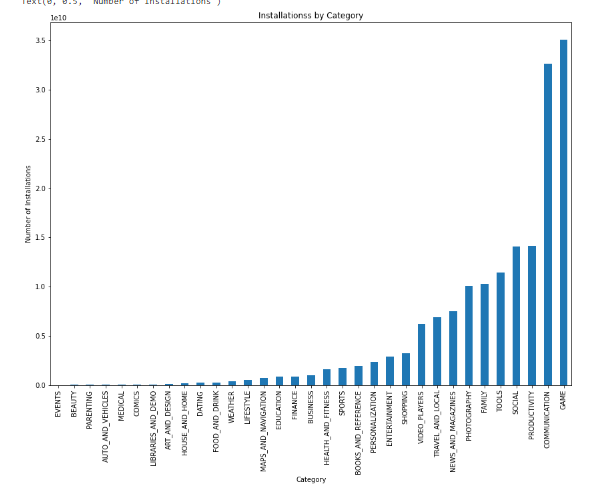 Text(0, 0.5, 'Number of Installations')
1e10
Installationss by Category
3.5
3.0
2.5
2.0
1.5
1.0
0.5
0.0
Number of Installations
EVENTS
BEAUTY
PARENTING
AUTO_AND_VEHICLES
MEDICAL
COMICS
LIBRARIES_AND_DEMO
ART_AND_DESIGN
HOUSE_AND_HOME
DATING
FOOD_AND_DRINK
WEATHER
LIFESTYLE
MAPS_AND_NAVIGATION
EDUCATION
FINANCE
BUSINESS
HEALTH_AND_FITNESS
SPORTS
BOOKS_AND_REFERENCE
PERSONALIZATION
ENTERTAINMENT
SHOPPING
VIDEO_PLAYERS
TRAVEL_AND_LOCAL
NEWS_AND_MAGAZINES
PHOTOGRAPHY
FAMILY
TOOLS
SOCIAL
PRODUCTIVITY
COMMUNICATION
GAME
Category